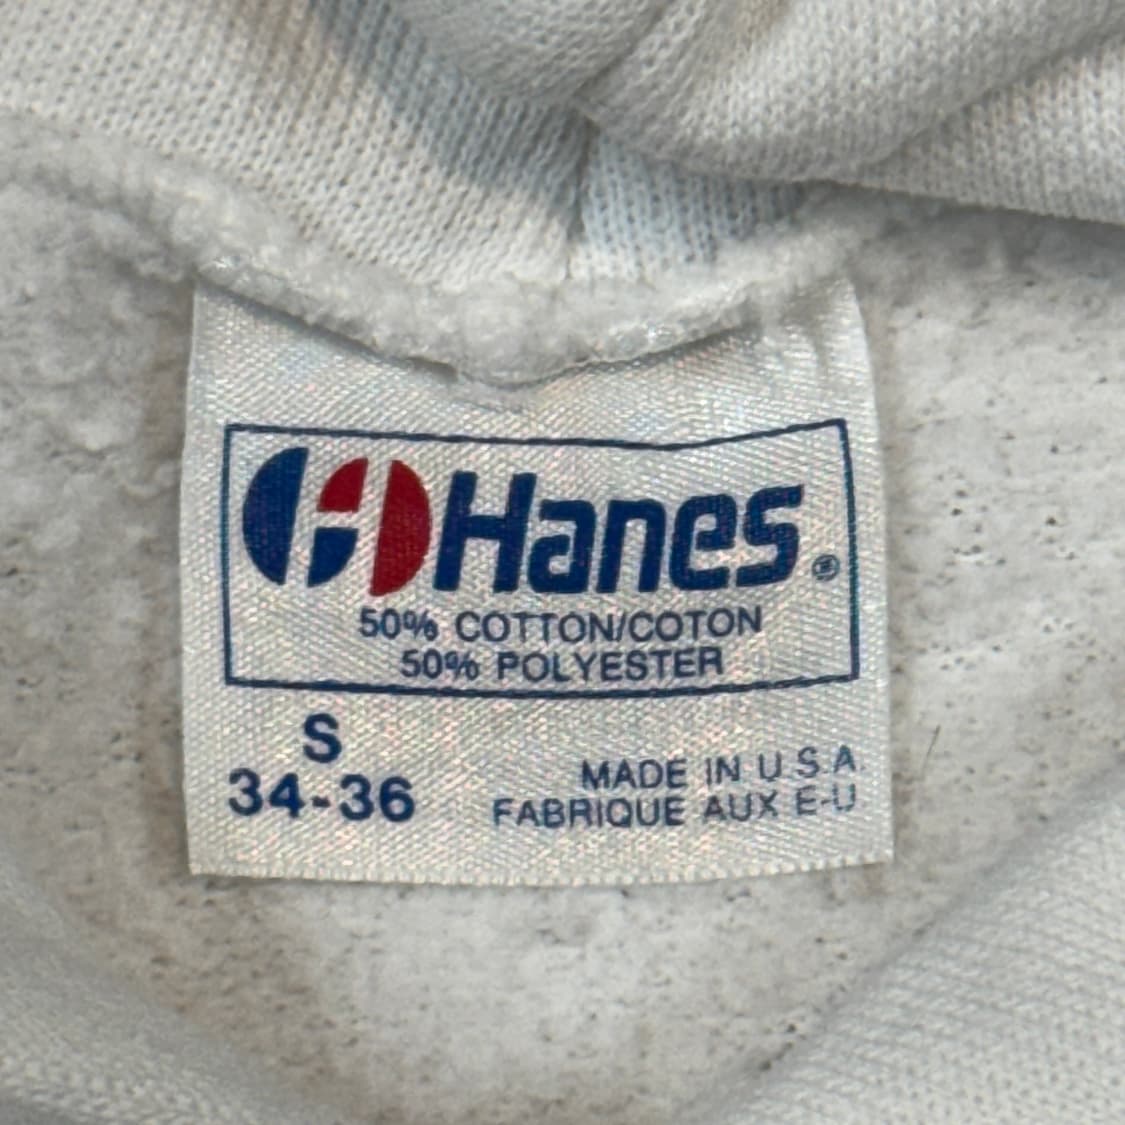 Hanes®
50% COTTON/COTON
50% POLYESTER
S
34-36
MADE IN U S A
FABRIQUE AUX E-U